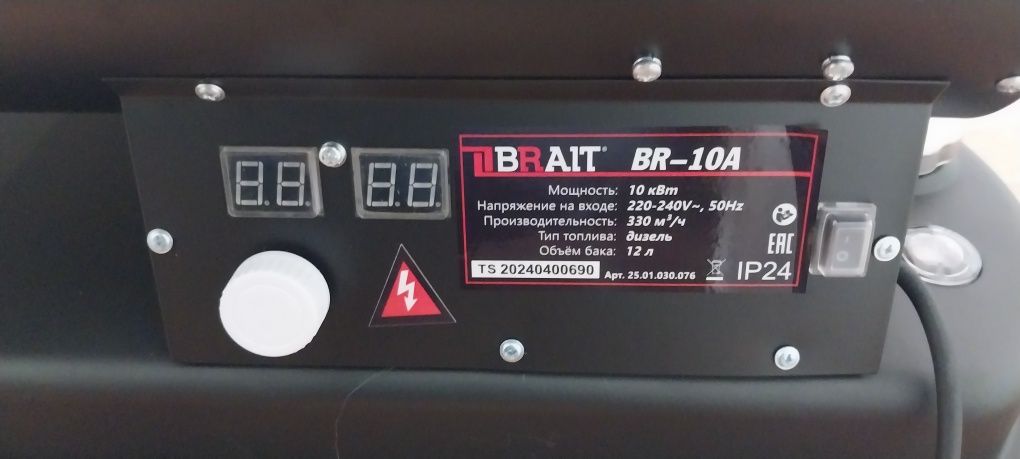 BRAIT® BR-10A
Мощность: 10 кВт
Напряжение на входе: 220-240V~, 50Hz
Производительность: 330 м³/ч
Тип топлива: дизель
Объём бака: 12 л
TS 20240400690 Арт. 25.01.030.076
EAC
IP24